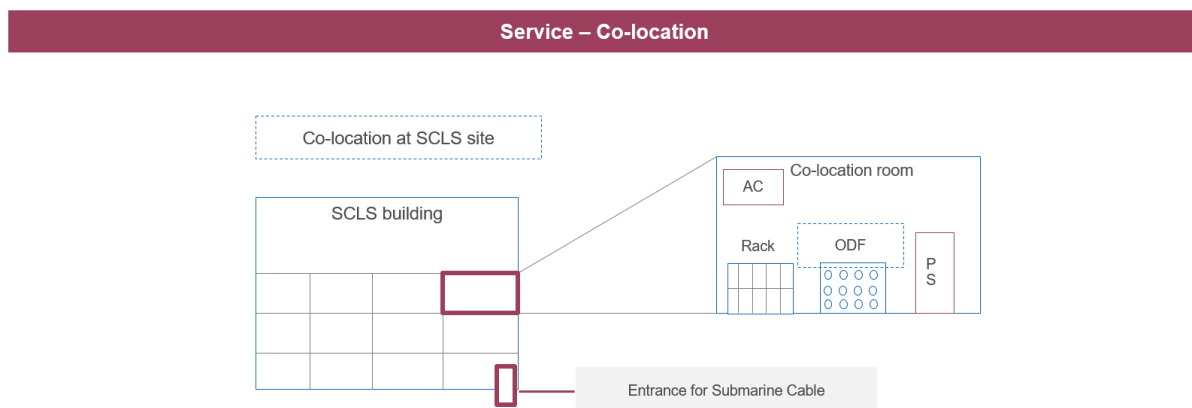 Service – Co-location
Co-location at SCLS site
SCLS building
Co-location room
AC
Rack
ODF
P
S
Entrance for Submarine Cable